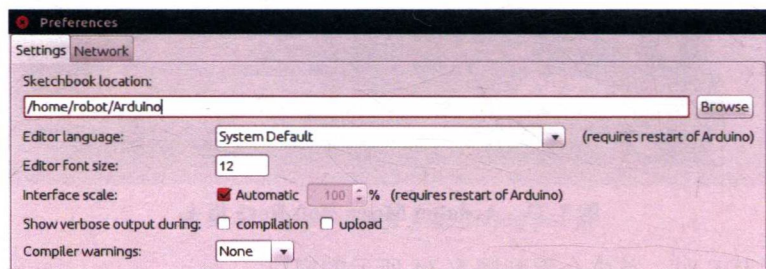 Preferences
Settings Network
Sketchbook location:
/home/robot/Arduino Browse
Editor language: System Default (requires restart of Arduino)
Editor font size: 12
Interface scale: Automatic 100 % (requires restart of Arduino)
Show verbose output during: compilation upload
Compiler warnings: None